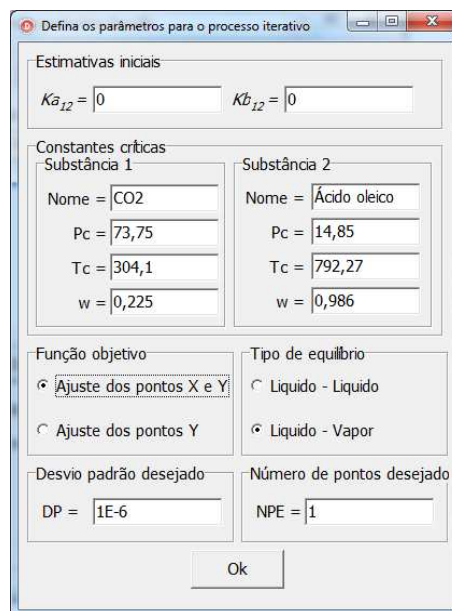 Defina os parâmetros para o processo iterativo
Estimativas iniciais
Ka12 = 0 Kb12 = 0
Constantes críticas
Substância 1 Substância 2
Nome = CO2 Nome = Ácido oleico
Pc = 73,75 Pc = 14,85
Tc = 304,1 Tc = 792,27
w = 0,225 w = 0,986
Função objetivo Tipo de equilíbrio
Ajuste dos pontos X e Y Liquido - Liquido
Ajuste dos pontos Y Liquido - Vapor
Desvio padrão desejado Número de pontos desejado
DP = 1E-6 NPE = 1
Ok